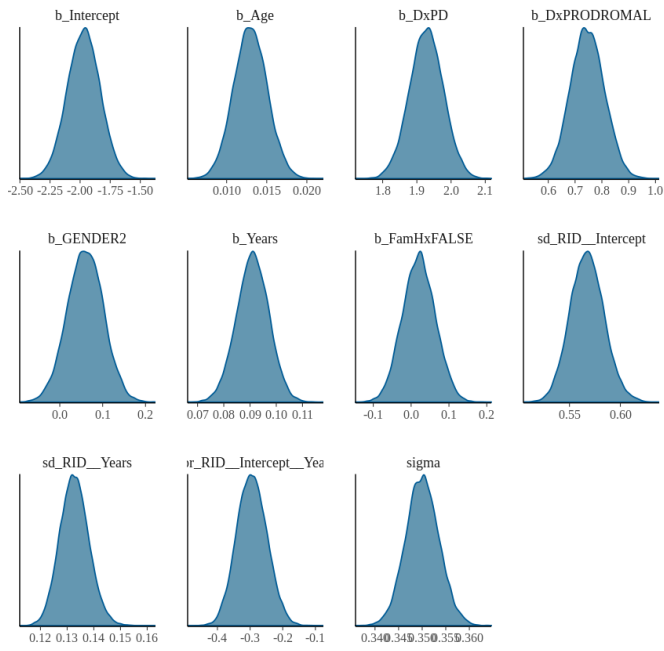 b_Intercept b_Age b_DxPD b_DxPRODROMAL
-2.50 -2.25 -2.00 -1.75 -1.50 0.010 0.015 0.020 1.8 1.9 2.0 2.1 0.6 0.7 0.8 0.9 1.0
b_GENDER2 b_Years b_FamHxFALSE sd_RID__Intercept
0.0 0.1 0.2 0.07 0.08 0.09 0.10 0.11 -0.1 0.0 0.1 0.2 0.55 0.60
sd_RID__Years or_RID__Intercept__Yea sigma
0.12 0.13 0.14 0.15 0.16 -0.4 -0.3 -0.2 -0.1 0.340 0.345 0.350 0.355 0.360